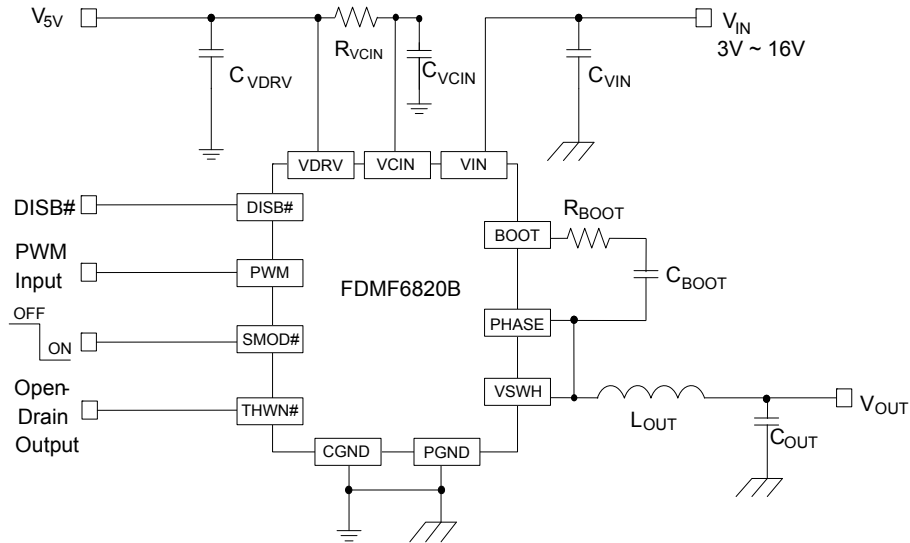 V5V
RVCIN
CVDRV
CVCIN
CVIN
VIN
3V ~ 16V
VDRV
VCIN
VIN
DISB#
DISB#
PWM
Input
PWM
OFF
ON
SMOD#
Open-
Drain
Output
THWN#
FDMF6820B
BOOT
RBOOT
CBOOT
PHASE
VSWH
LOUT
VOUT
COUT
CGND
PGND